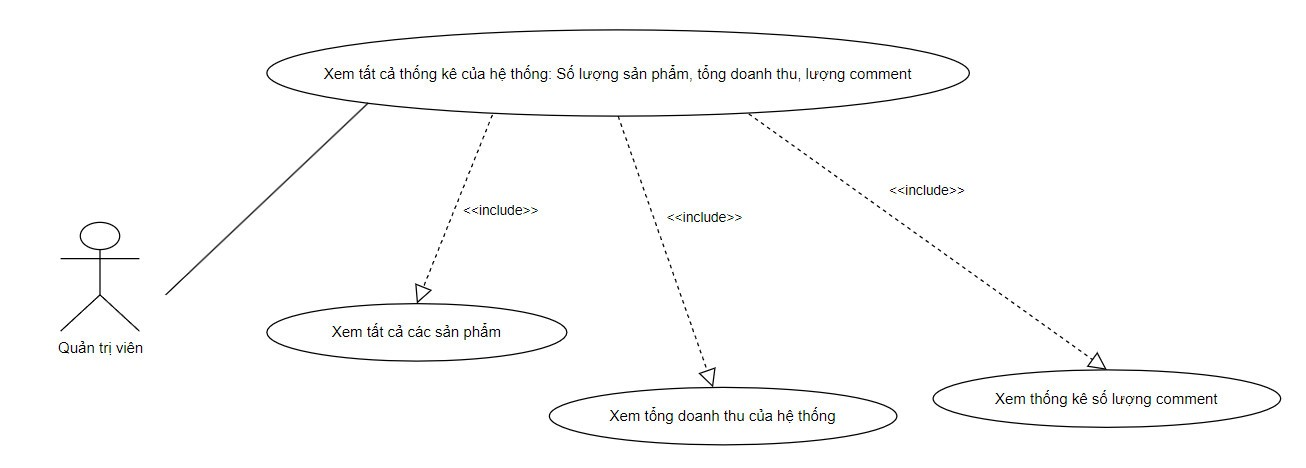 Xem tất cả thống kê của hệ thống: Số lượng sản phẩm, tổng doanh thu, lượng comment
<<include>>
<<include>>
<<include>>
Xem tất cả các sản phẩm
Quản trị viên
Xem tổng doanh thu của hệ thống
Xem thống kê số lượng comment